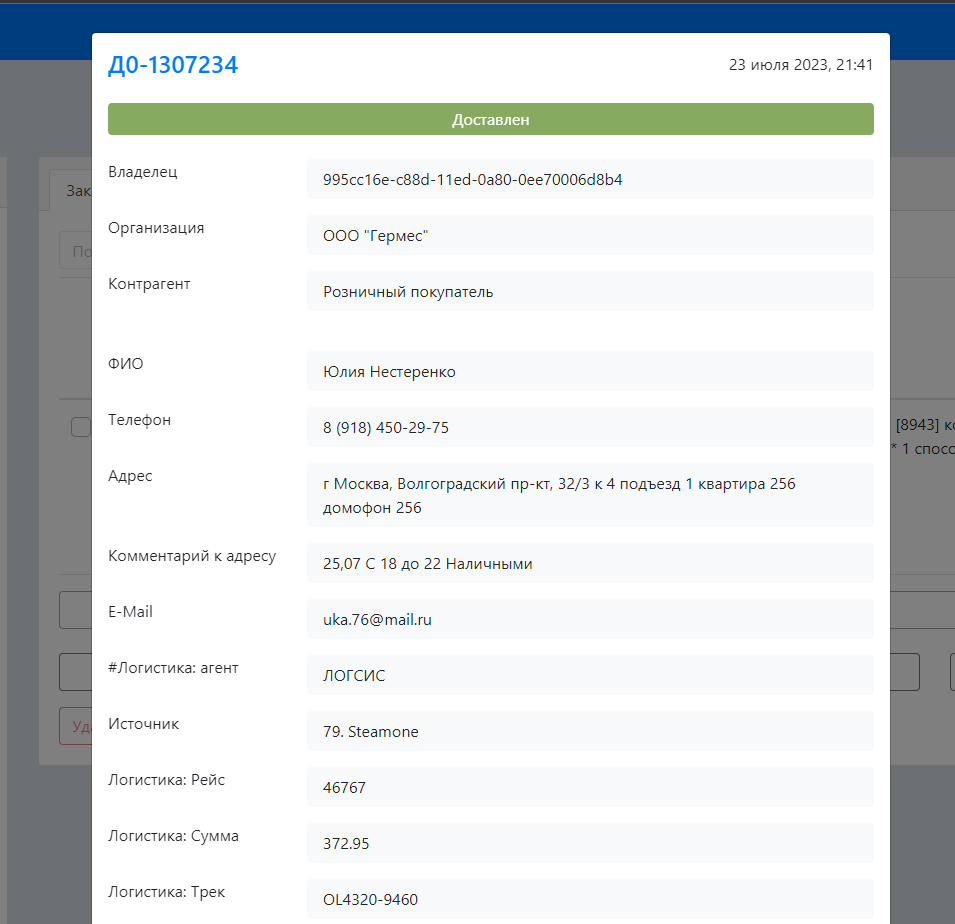 Д0-1307234
23 июля 2023, 21:41
Доставлен
Владелец
995cc16e-c88d-11ed-0a80-0ee70006d8b4
Организация
ООО "Гермес"
Контрагент
Розничный покупатель
ФИО
Юлия Нестеренко
Телефон
8 (918) 450-29-75
Адрес
г Москва, Волгоградский пр-кт, 32/3 к 4 подъезд 1 квартира 256
домофон 256
Комментарий к адресу
25,07 С 18 до 22 Наличными
E-Mail
uka.76@mail.ru
#Логистика: агент
ЛОГСИС
Источник
79. Steamone
Логистика: Рейс
46767
Логистика: Сумма
372.95
Логистика: Трек
OL4320-9460
Зак
По
[8943] к
* 1 спос
Уда